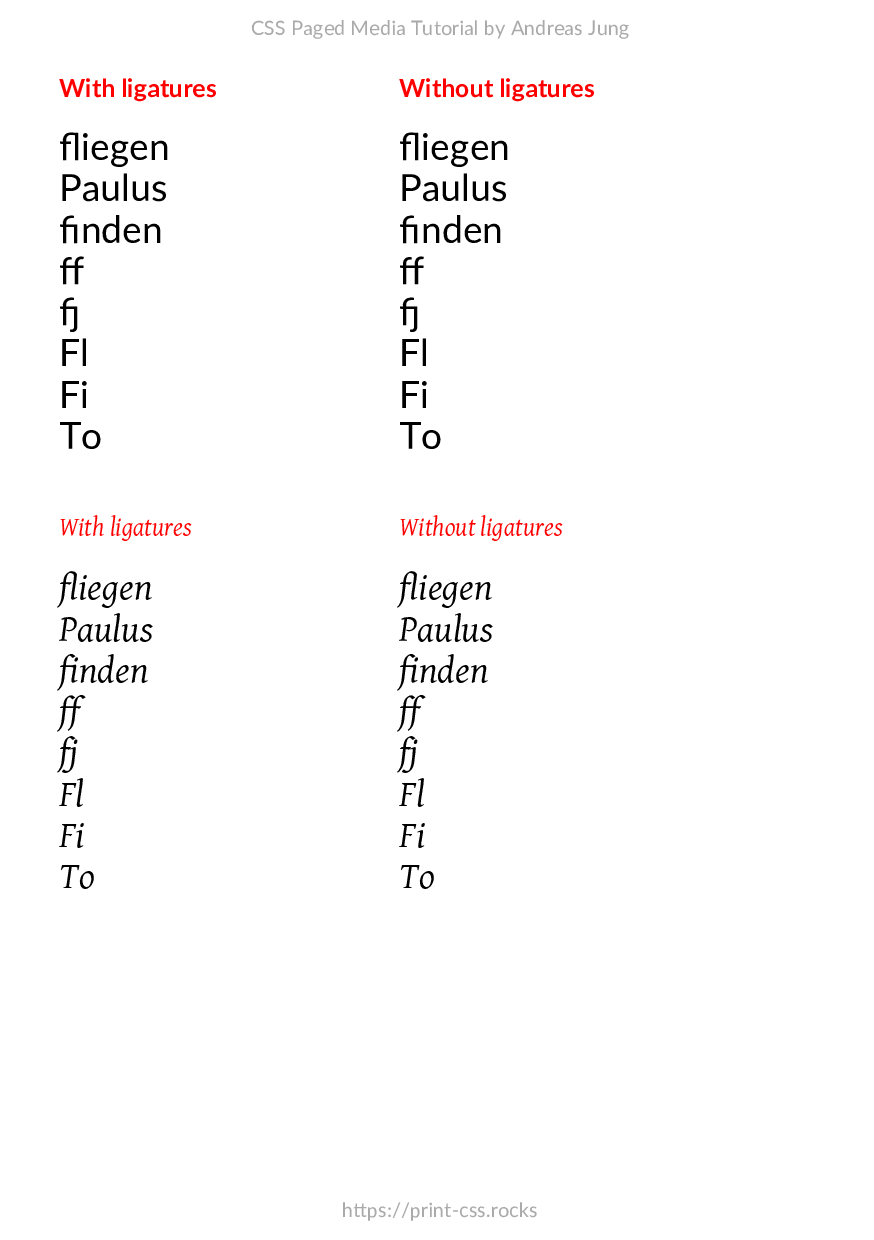 CSS Paged Media Tutorial by Andreas Jung
With ligatures
fliegen
Paulus
finden
ff
fj
Fl
Fi
To
Without ligatures
fliegen
Paulus
finden
ff
fj
Fl
Fi
To
With ligatures
fliegen
Paulus
finden
ff
fj
Fl
Fi
To
Without ligatures
fliegen
Paulus
finden
ff
fj
Fl
Fi
To
https://print-css.rocks